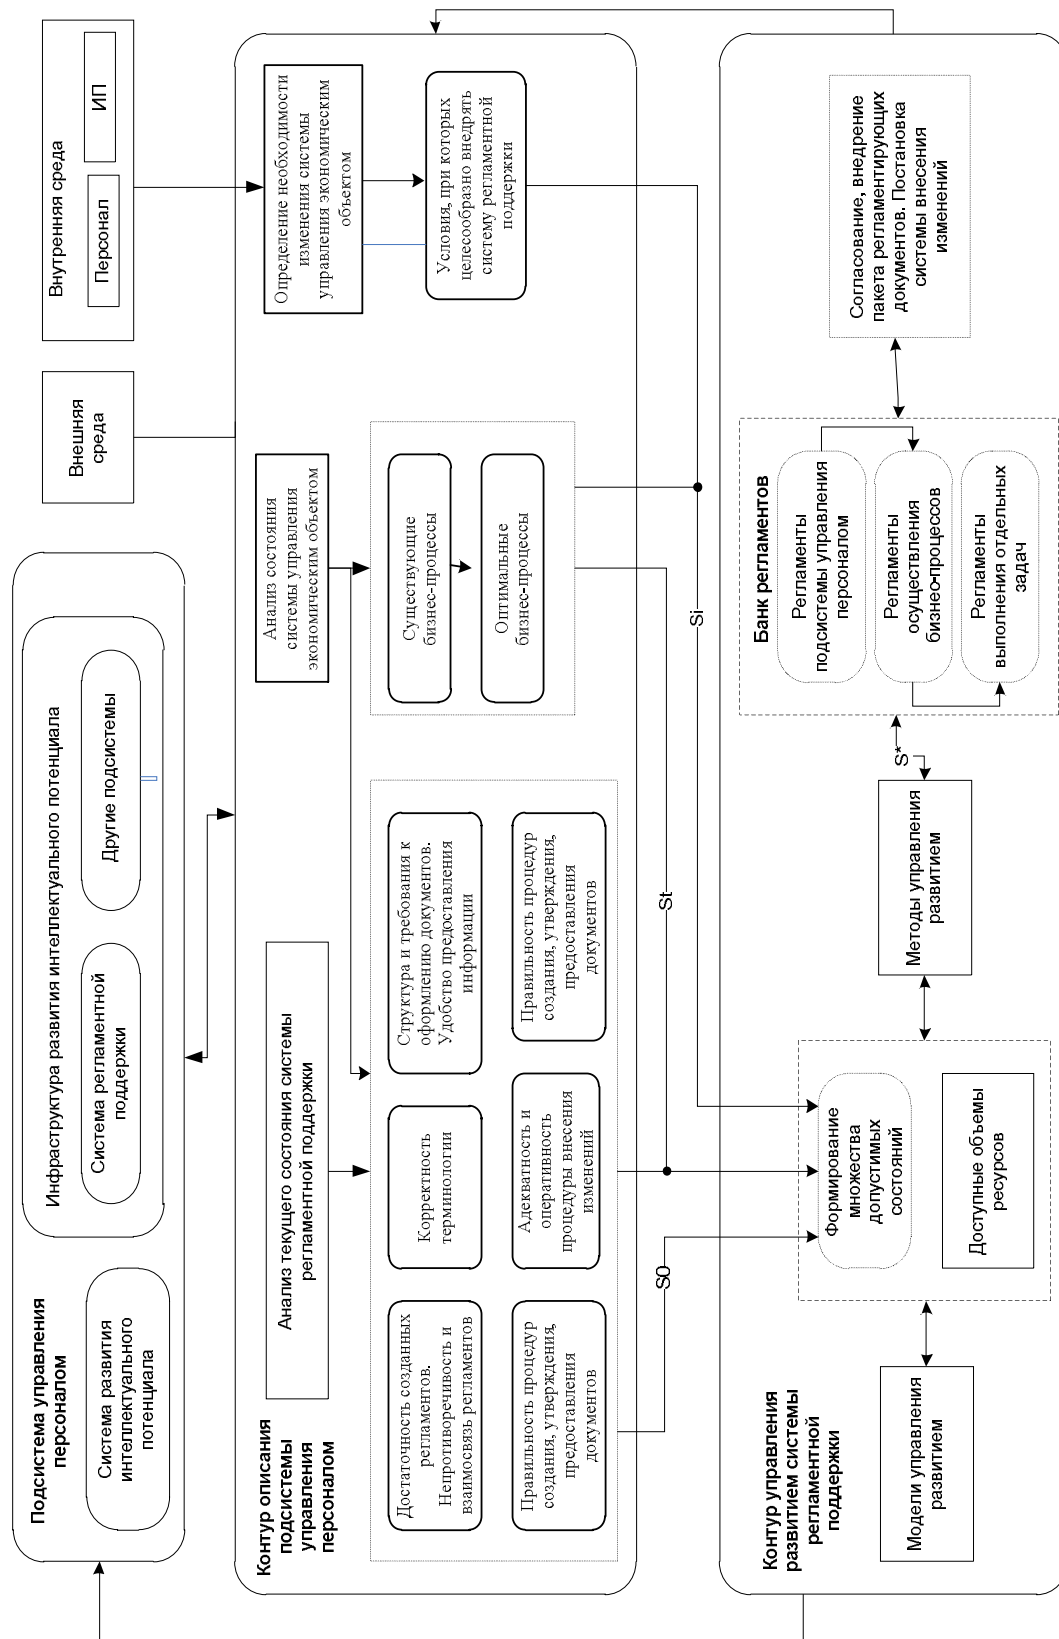 Подсистема управления
персоналом
Система развития
интеллектуального
потенциала
Инфраструктура развития интеллектуального потенциала
Система регламентной
поддержки
Другие подсистемы
Внешняя
среда
Внутренняя среда
Персонал
ИП
Контур описания
подсистемы
управления
персоналом
Анализ текущего состояния системы
регламентной поддержки
Достаточность созданных
регламентов.
Непротиворечивость и
взаимосвязь регламентов
Корректность
терминологии
Структура и требования к
оформлению документов.
Удобство предоставления
информации
Правильность процедур
создания, утверждения,
предоставления
документов
Адекватность и
оперативность
процедуры внесения
изменений
Правильность процедур
создания, утверждения,
предоставления
документов
Анализ состояния
системы управления
экономическим объектом
Существующие
бизнес-процессы
Оптимальные
бизнес-процессы
Определение необходимости
изменения системы
управления экономическим
объектом
Условия, при которых
целесообразно внедрять
систему регламентной
поддержки
S0
St
Si
Контур управления
развитием системы
регламентной
поддержки
Модели управления
развитием
Формирование
множества
допустимых
состояний
Доступные объемы
ресурсов
Методы управления
развитием
S*
Банк регламентов
Регламенты
подсистемы управления
персоналом
Регламенты
осуществления
бизнес-процессов
Регламенты
выполнения отдельных
задач
Согласование, внедрение
пакета регламентирующих
документов. Постановка
системы внесения
изменений